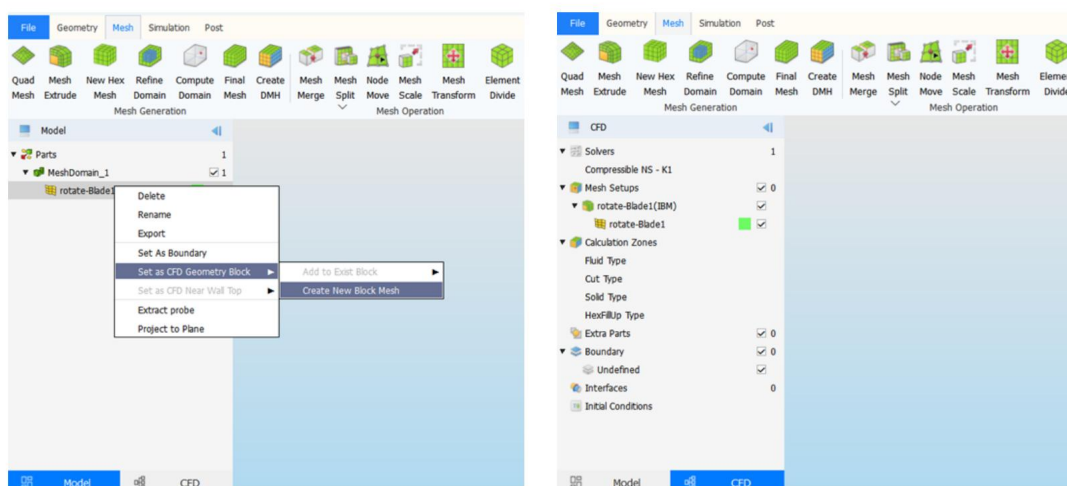 File Geometry Mesh Simulation Post
Quad Mesh New Hex Refine Compute Final Create Mesh Mesh Node Mesh Mesh Element
Mesh Extrude Mesh Domain Domain Mesh DMH Merge Split Move Scale Transform Divide
Mesh Generation Mesh Operation
Model
Parts 1
MeshDomain_1 1
rotate-Blade1
Delete
Rename
Export
Set As Boundary
Set as CFD Geometry Block
Add to Exist Block
Set as CFD Near Wall Top
Create New Block Mesh
Extract probe
Project to Plane
Model CFD
File Geometry Mesh Simulation Post
Quad Mesh New Hex Refine Compute Final Create Mesh Mesh Node Mesh Mesh Eleme
Mesh Extrude Mesh Domain Domain Mesh DMH Merge Split Move Scale Transform Divide
Mesh Generation Mesh Operation
CFD
Solvers 1
Compressible NS - K1
Mesh Setups 0
rotate-Blade1(IBM)
rotate-Blade1
Calculation Zones
Fluid Type
Cut Type
Solid Type
HexFillUp Type
Extra Parts 0
Boundary 0
Undefined
Interfaces 0
Initial Conditions
Model CFD